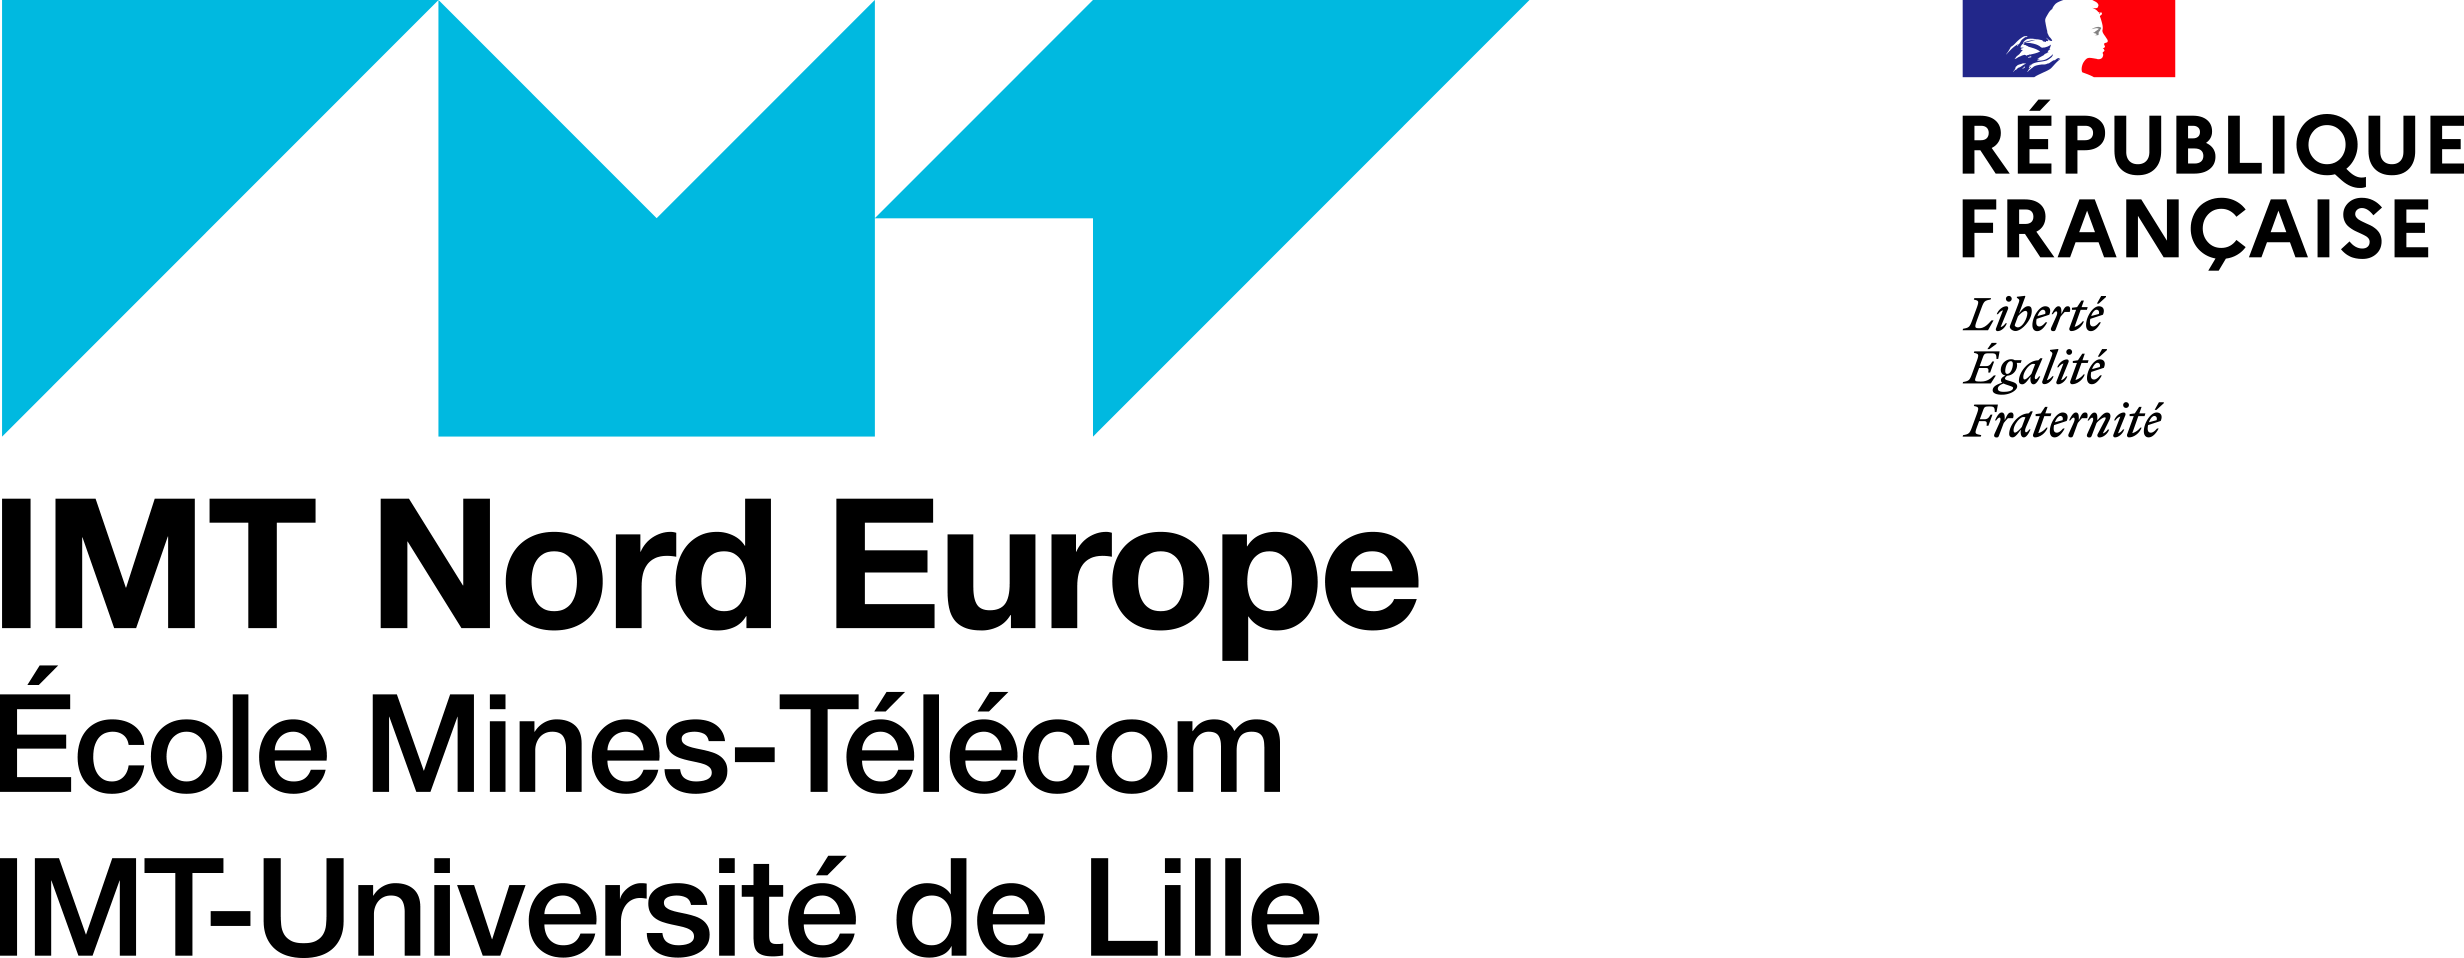 RÉPUBLIQUE
FRANÇAISE
Liberté
Égalité
Fraternité
IMT Nord Europe
École Mines-Télécom
IMT-Université de Lille